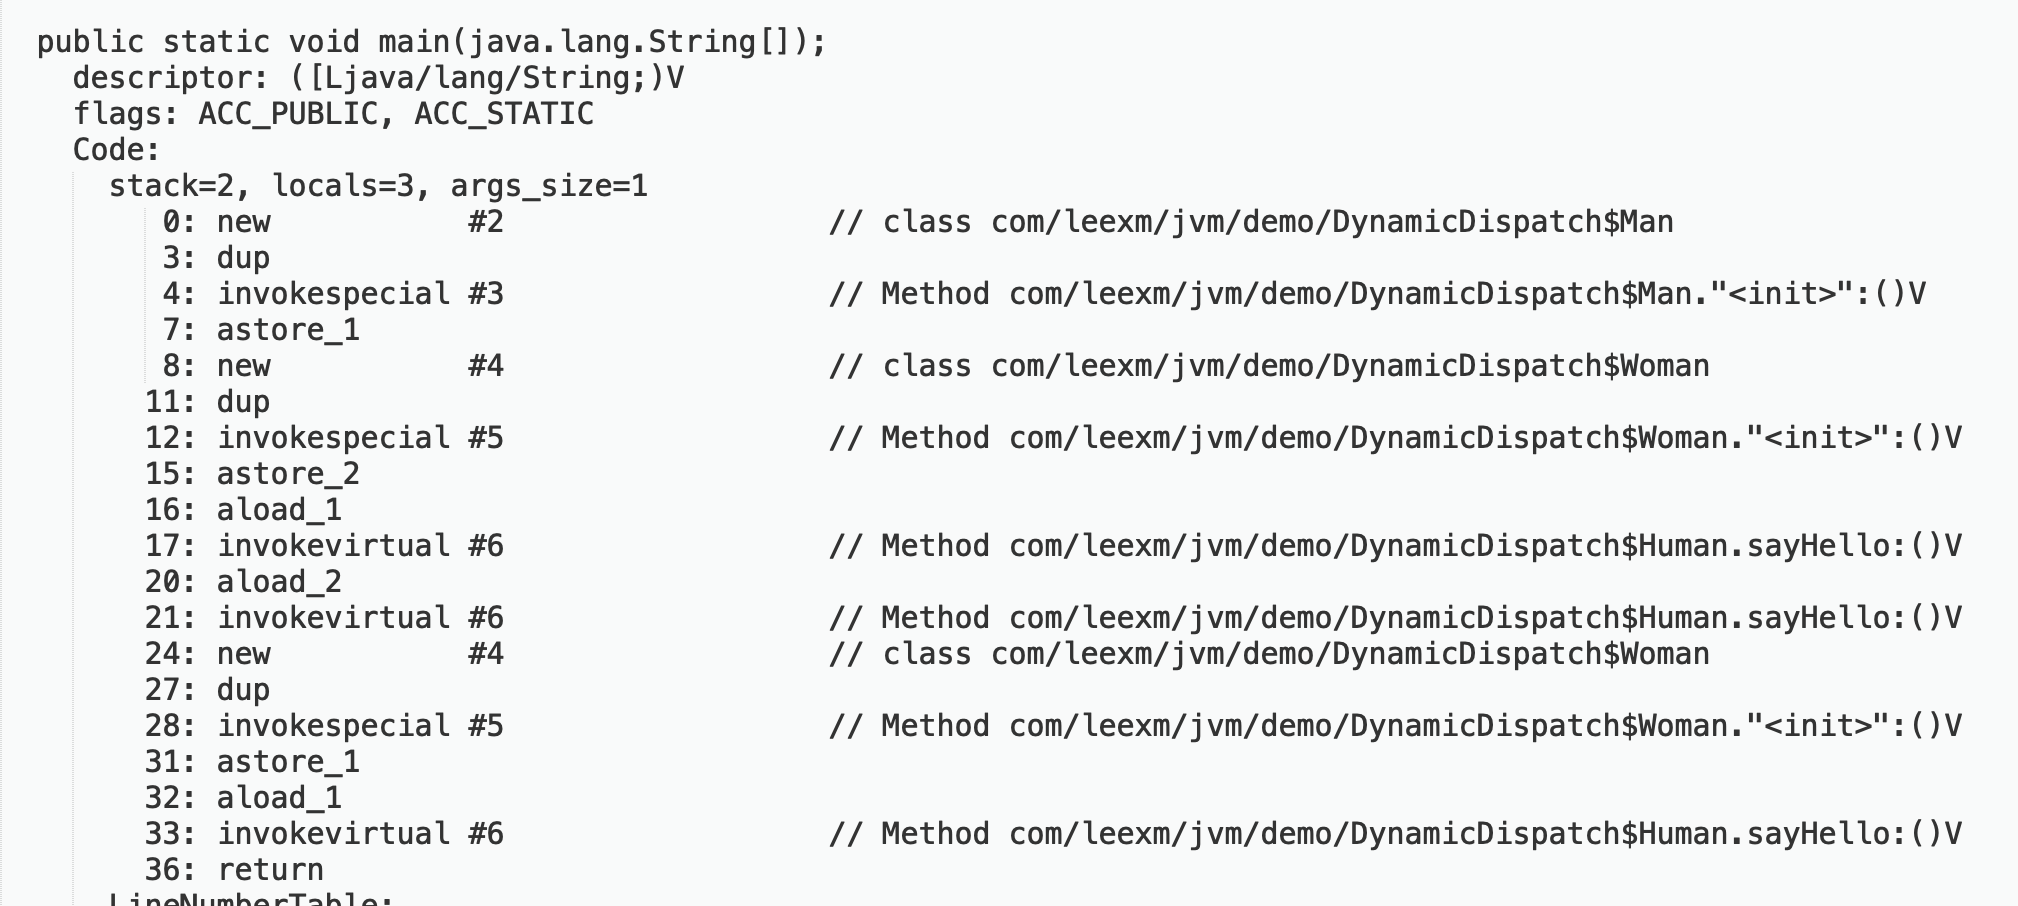 public static void main(java.lang.String[]);
  descriptor: ([Ljava/lang/String;)V
  flags: ACC_PUBLIC, ACC_STATIC
  Code:
    stack=2, locals=3, args_size=1
       0: new           #2                  // class com/leexm/jvm/demo/DynamicDispatch$Man
       3: dup
       4: invokespecial #3                  // Method com/leexm/jvm/demo/DynamicDispatch$Man."<init>":()V
       7: astore_1
       8: new           #4                  // class com/leexm/jvm/demo/DynamicDispatch$Woman
      11: dup
      12: invokespecial #5                  // Method com/leexm/jvm/demo/DynamicDispatch$Woman."<init>":()V
      15: astore_2
      16: aload_1
      17: invokevirtual #6                  // Method com/leexm/jvm/demo/DynamicDispatch$Human.sayHello:()V
      20: aload_2
      21: invokevirtual #6                  // Method com/leexm/jvm/demo/DynamicDispatch$Human.sayHello:()V
      24: new           #4                  // class com/leexm/jvm/demo/DynamicDispatch$Woman
      27: dup
      28: invokespecial #5                  // Method com/leexm/jvm/demo/DynamicDispatch$Woman."<init>":()V
      31: astore_1
      32: aload_1
      33: invokevirtual #6                  // Method com/leexm/jvm/demo/DynamicDispatch$Human.sayHello:()V
      36: return
    LineNumberTable: